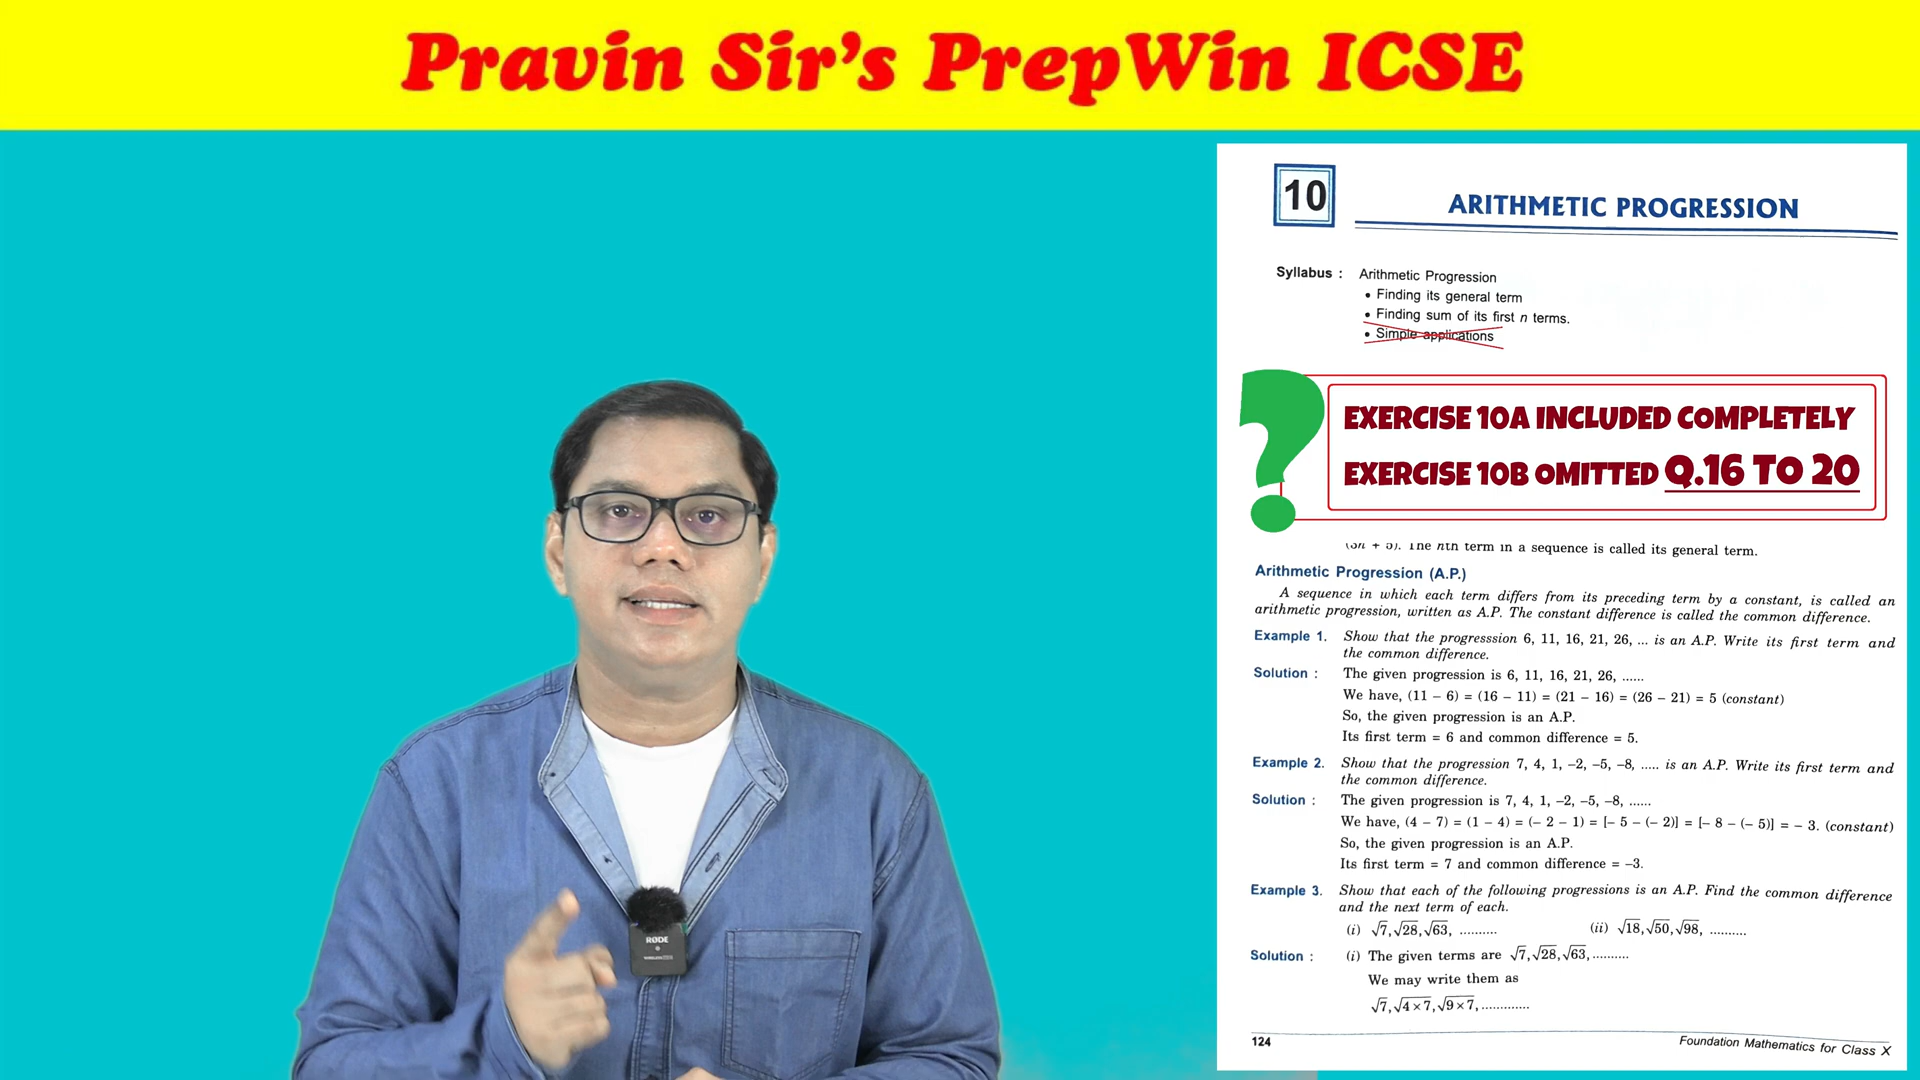 Pravin Sir's PrepWin ICSE
10
ARITHMETIC PROGRESSION
Syllabus : Arithmetic Progression
• Finding its general term
• Finding sum of its first n terms.
• Simple applications
?
EXERCISE 10A INCLUDED COMPLETELY
EXERCISE 10B OMITTED Q.16 TO 20
(3n + 5). The nth term in a sequence is called its general term.
Arithmetic Progression (A.P.)
A sequence in which each term differs from its preceding term by a constant, is called an
arithmetic progression, written as A.P. The constant difference is called the common difference.
Example 1. Show that the progresssion 6, 11, 16, 21, 26, ... is an A.P. Write its first term and
the common difference.
Solution : The given progression is 6, 11, 16, 21, 26, ......
We have, (11 – 6) = (16 – 11) = (21 – 16) = (26 – 21) = 5 (constant)
So, the given progression is an A.P.
Its first term = 6 and common difference = 5.
Example 2. Show that the progression 7, 4, 1, –2, –5, –8, ..... is an A.P. Write its first term and
the common difference.
Solution : The given progression is 7, 4, 1, –2, –5, –8, ......
We have, (4 – 7) = (1 – 4) = (– 2 – 1) = [– 5 – (– 2)] = [– 8 – (– 5)] = – 3. (constant)
So, the given progression is an A.P.
Its first term = 7 and common difference = –3.
Example 3. Show that each of the following progressions is an A.P. Find the common difference
and the next term of each.
(i) √7, √28, √63, .......... (ii) √18, √50, √98, ..........
Solution : (i) The given terms are √7, √28, √63, ..........
We may write them as
√7, √4×7, √9×7, .............
124 Foundation Mathematics for Class X
RØDE
WIRELESS GO